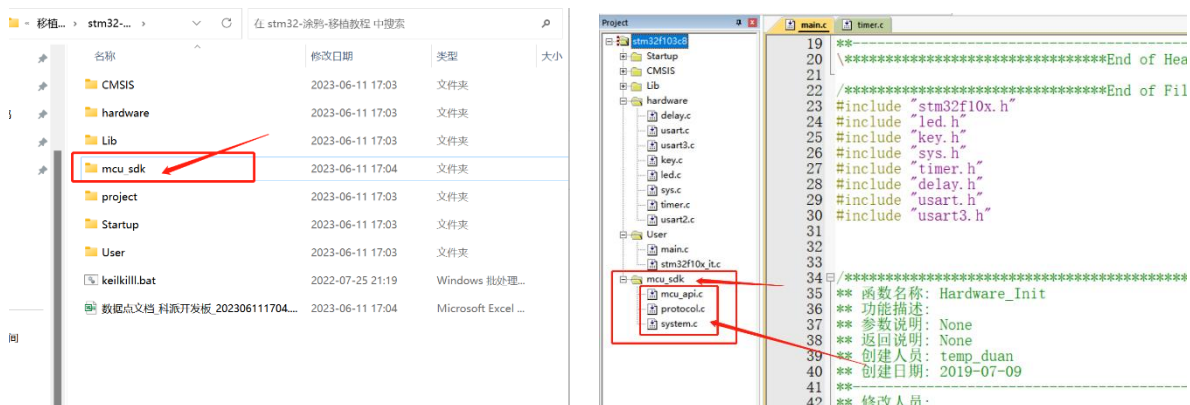 移植... › stm32-... ›
在 stm32-涂鸦-移植教程 中搜索
名称 修改日期 类型 大小
CMSIS 2023-06-11 17:03 文件夹
hardware 2023-06-11 17:03 文件夹
Lib 2023-06-11 17:03 文件夹
mcu_sdk 2023-06-11 17:04 文件夹
project 2023-06-11 17:03 文件夹
Startup 2023-06-11 17:03 文件夹
User 2023-06-11 17:03 文件夹
keilkilll.bat 2022-07-25 21:19 Windows 批处理...
数据点文档_科派开发板_202306111704.... 2023-06-11 17:04 Microsoft Excel ...
间
Project
stm32f103c8
Startup
CMSIS
Lib
hardware
delay.c
usart.c
usart3.c
key.c
led.c
sys.c
timer.c
usart2.c
User
main.c
stm32f10x_it.c
mcu_sdk
mcu_api.c
protocol.c
system.c
main.c timer.c
19 **----------------------------------------
20 \********************************End of Hea
21
22 /********************************End of Fil
23 #include "stm32f10x.h"
24 #include "led.h"
25 #include "key.h"
26 #include "sys.h"
27 #include "timer.h"
28 #include "delay.h"
29 #include "usart.h"
30 #include "usart3.h"
31
32
33
34 /******************************************
35 ** 函数名称: Hardware_Init
36 ** 功能描述:
37 ** 参数说明: None
38 ** 返回说明: None
39 ** 创建人员: temp_duan
40 ** 创建日期: 2019-07-09
41 **----------------------------------------
42 ** 修改人员: